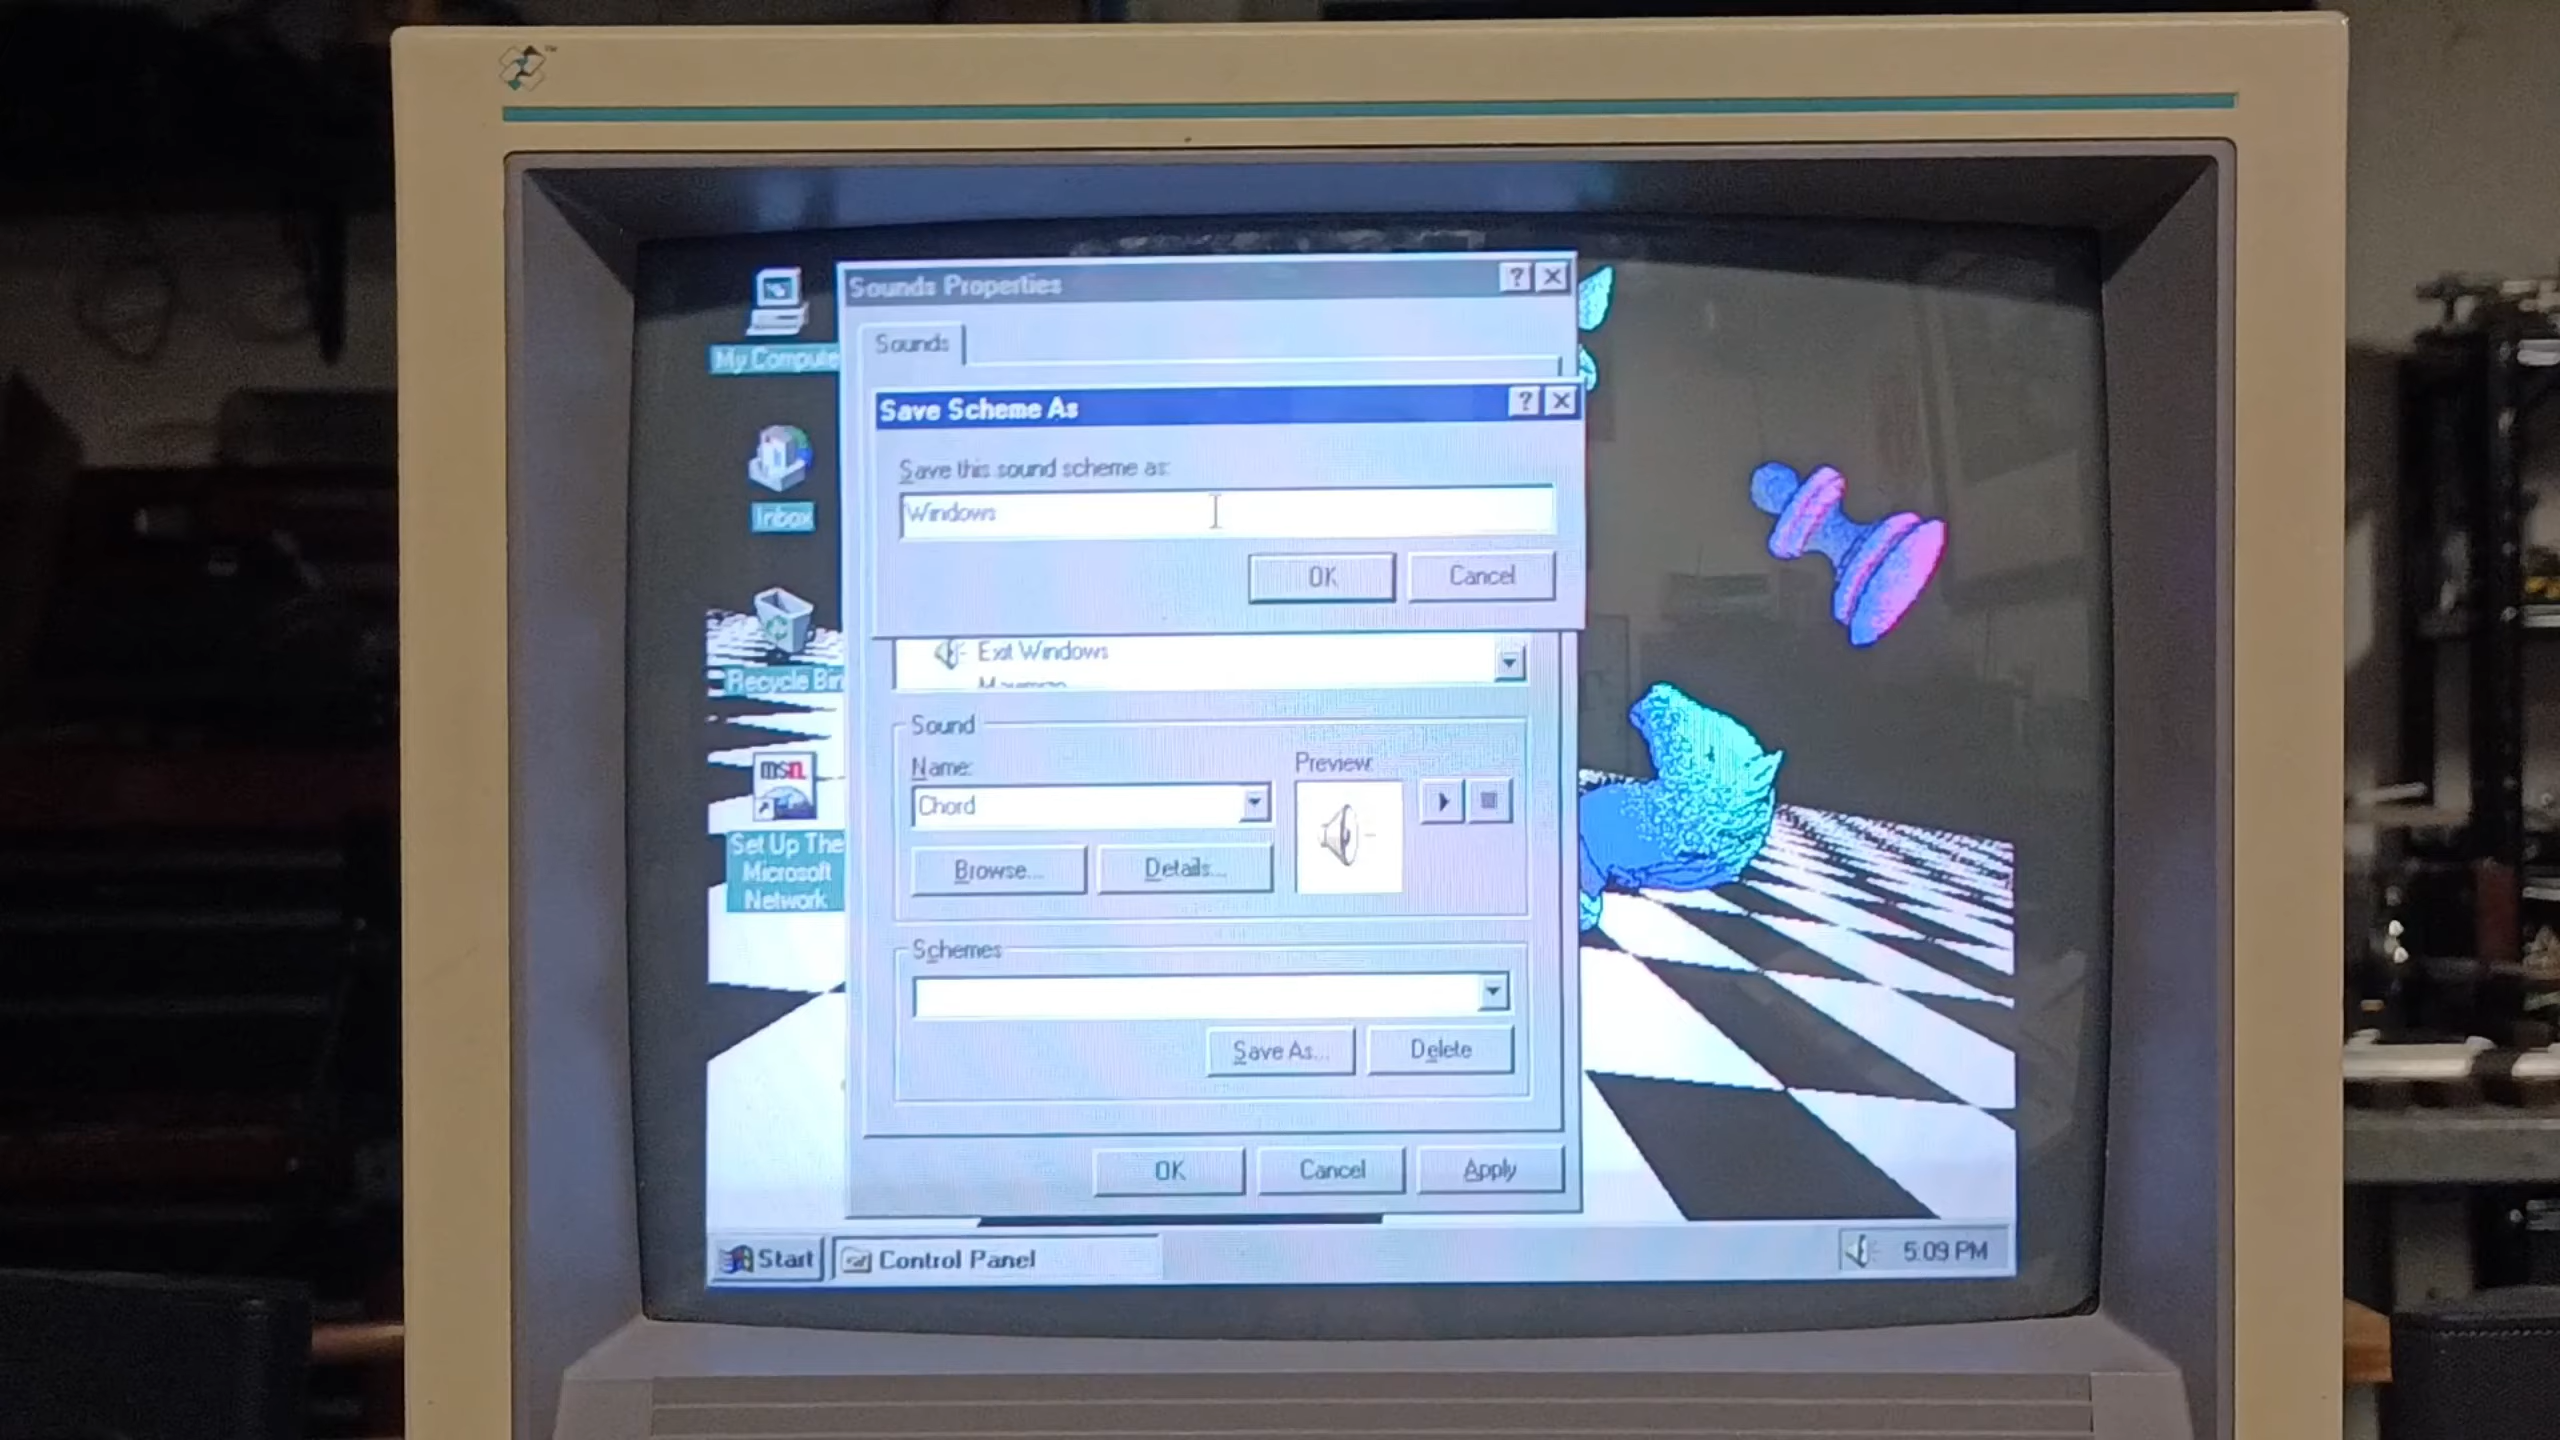 ™
Sounds Properties
?
Sounds
My Compute
Save Scheme As
?
Save this sound scheme as:
Windows
OK
Cancel
Inbox
Exit Windows
Recycle Bin
Sound
Name:
Preview:
Chord
Browse...
Details...
msn.
Set Up The
Microsoft
Network
Schemes
Save As...
Delete
OK
Cancel
Apply
Start
Control Panel
5:09 PM